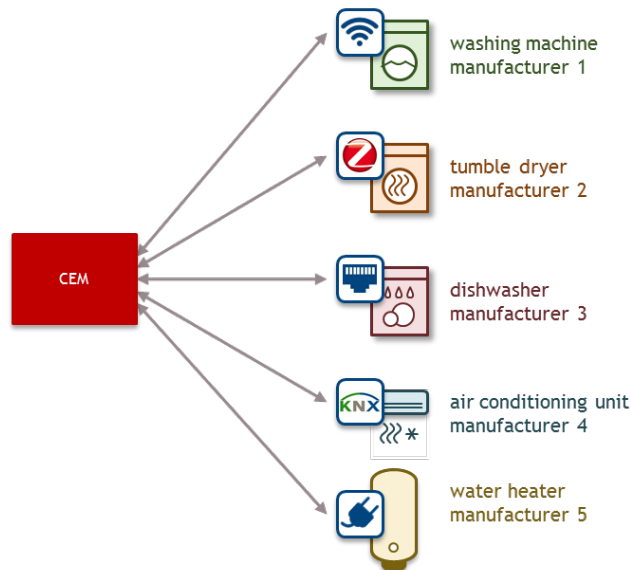 washing machine
manufacturer 1
Z
tumble dryer
manufacturer 2
CEM
dishwasher
manufacturer 3
KNX
air conditioning unit
manufacturer 4
water heater
manufacturer 5